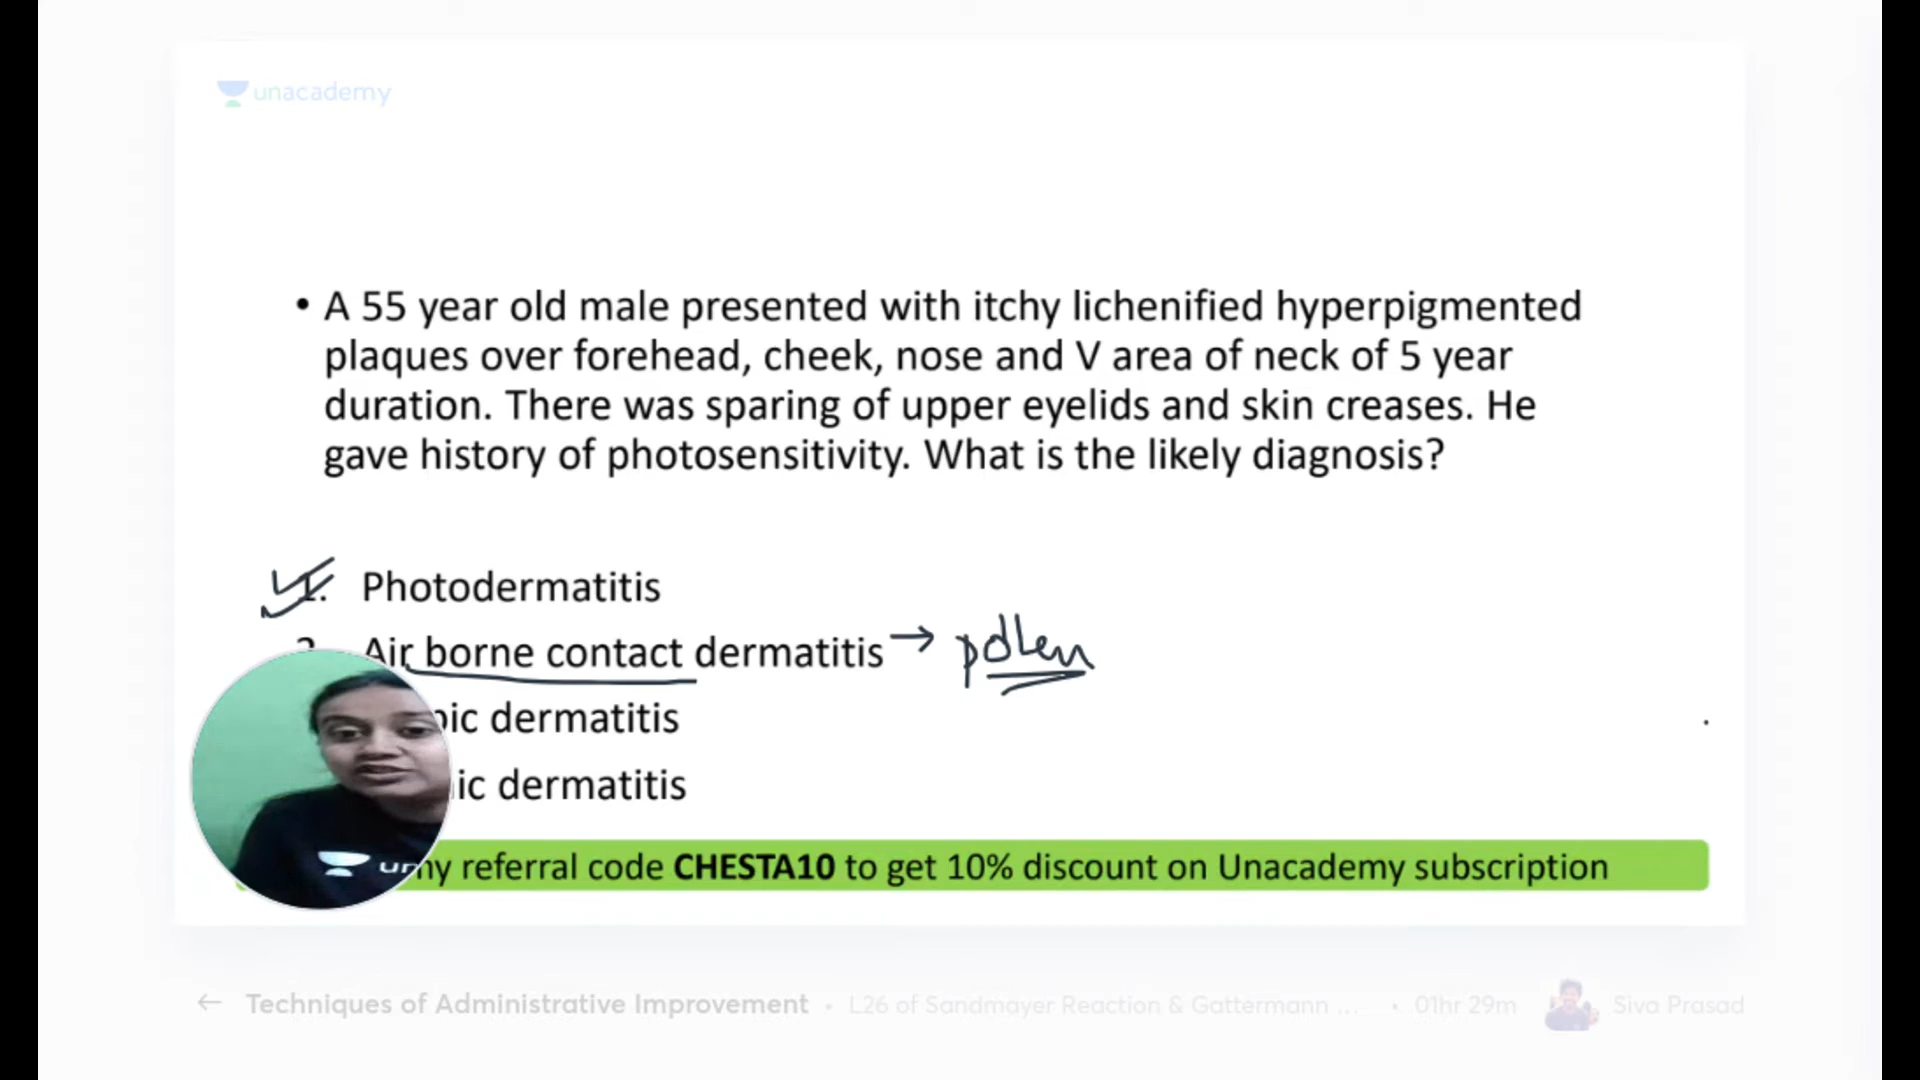 unacademy
• A 55 year old male presented with itchy lichenified hyperpigmented
plaques over forehead, cheek, nose and V area of neck of 5 year
duration. There was sparing of upper eyelids and skin creases. He
gave history of photosensitivity. What is the likely diagnosis?
1. Photodermatitis
Air borne contact dermatitis → pollen
dermatitis
dermatitis
my referral code CHESTA10 to get 10% discount on Unacademy subscription
← Techniques of Administrative Improvement • L26 of Sandmayer Reaction & Gattermann ... • 01hr 29m Siva Prasad